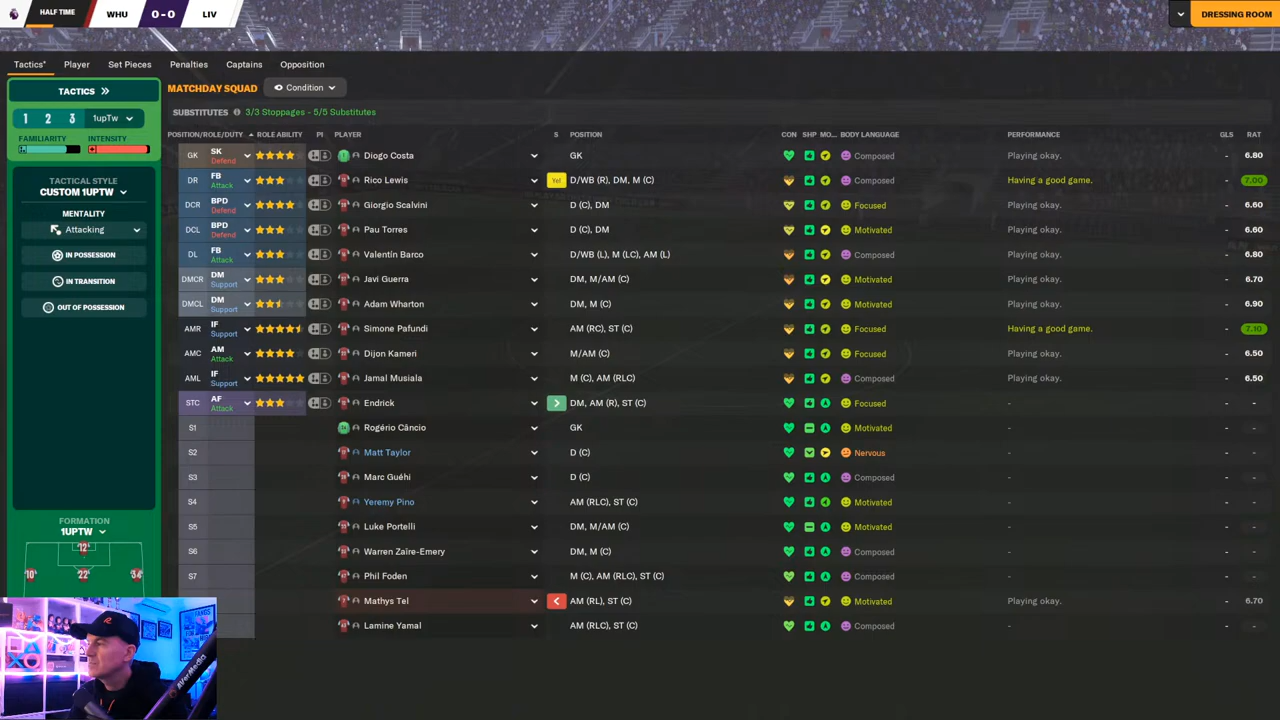 HALF TIME WHU 0-0 LIV DRESSING ROOM
Tactics* Player Set Pieces Penalties Captains Opposition
TACTICS
1 2 3 1upTw
FAMILIARITY INTENSITY
TACTICAL STYLE
CUSTOM 1UPTW
MENTALITY
Attacking
IN POSSESSION
IN TRANSITION
OUT OF POSSESSION
FORMATION
1UPTW
12
10 22 34
MATCHDAY SQUAD Condition
SUBSTITUTES 3/3 Stoppages - 5/5 Substitutes
POSITION/ROLE/DUTY ROLE ABILITY PI PLAYER S POSITION CON SHP MO... BODY LANGUAGE PERFORMANCE GLS RAT
GK SK Defend Diogo Costa GK Composed Playing okay. - 6.80
DR FB Attack Rico Lewis Yel D/WB (R), DM, M (C) Composed Having a good game. - 7.00
DCR BPD Defend Giorgio Scalvini D (C), DM Focused Playing okay. - 6.60
DCL BPD Defend Pau Torres D (C), DM Motivated Playing okay. - 6.60
DL FB Attack Valentín Barco D/WB (L), M (LC), AM (L) Composed Playing okay. - 6.80
DMCR DM Support Javi Guerra DM, M/AM (C) Motivated Playing okay. - 6.70
DMCL DM Support Adam Wharton DM, M (C) Motivated Playing okay. - 6.90
AMR IF Support Simone Pafundi AM (RC), ST (C) Focused Having a good game. - 7.10
AMC AM Attack Dijon Kameri M/AM (C) Focused Playing okay. - 6.50
AML IF Support Jamal Musiala M (C), AM (RLC) Composed Playing okay. - 6.50
STC AF Attack Endrick DM, AM (R), ST (C) Focused - - -
S1 Rogério Câncio GK Motivated - - -
S2 Matt Taylor D (C) Nervous - - -
S3 Marc Guéhi D (C) Composed - - -
S4 Yeremy Pino AM (RLC), ST (C) Motivated - - -
S5 Luke Portelli DM, M/AM (C) Motivated - - -
S6 Warren Zaïre-Emery DM, M (C) Composed - - -
S7 Phil Foden M (C), AM (RLC), ST (C) Composed - - -
Mathys Tel AM (RL), ST (C) Motivated Playing okay. - 6.70
Lamine Yamal AM (RLC), ST (C) Composed - - -
AVerMedia